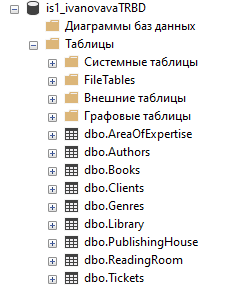 is1_ivanovavaTRBD
Диаграммы баз данных
Таблицы
Системные таблицы
FileTables
Внешние таблицы
Графовые таблицы
dbo.AreaOfExpertise
dbo.Authors
dbo.Books
dbo.Clients
dbo.Genres
dbo.Library
dbo.PublishingHouse
dbo.ReadingRoom
dbo.Tickets